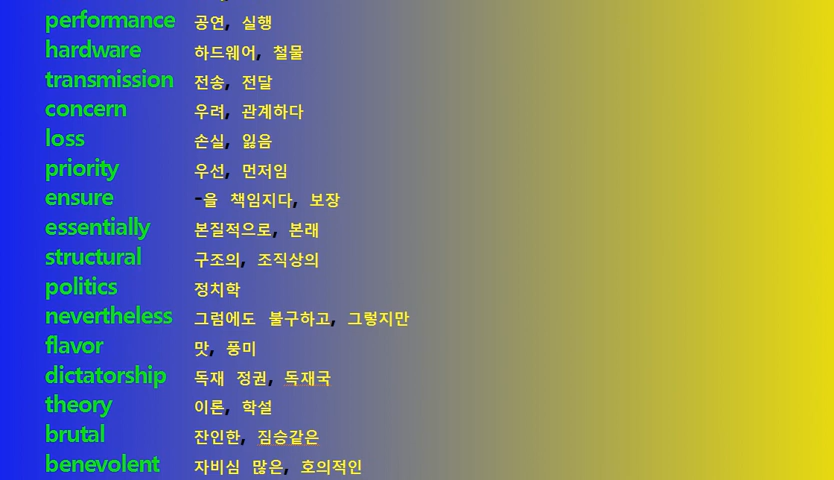 performance 공연, 실행
hardware 하드웨어, 철물
transmission 전송, 전달
concern 우려, 관계하다
loss 손실, 잃음
priority 우선, 먼저임
ensure -을 책임지다, 보장
essentially 본질적으로, 본래
structural 구조의, 조직상의
politics 정치학
nevertheless 그럼에도 불구하고, 그렇지만
flavor 맛, 풍미
dictatorship 독재 정권, 독재국
theory 이론, 학설
brutal 잔인한, 짐승같은
benevolent 자비심 많은, 호의적인